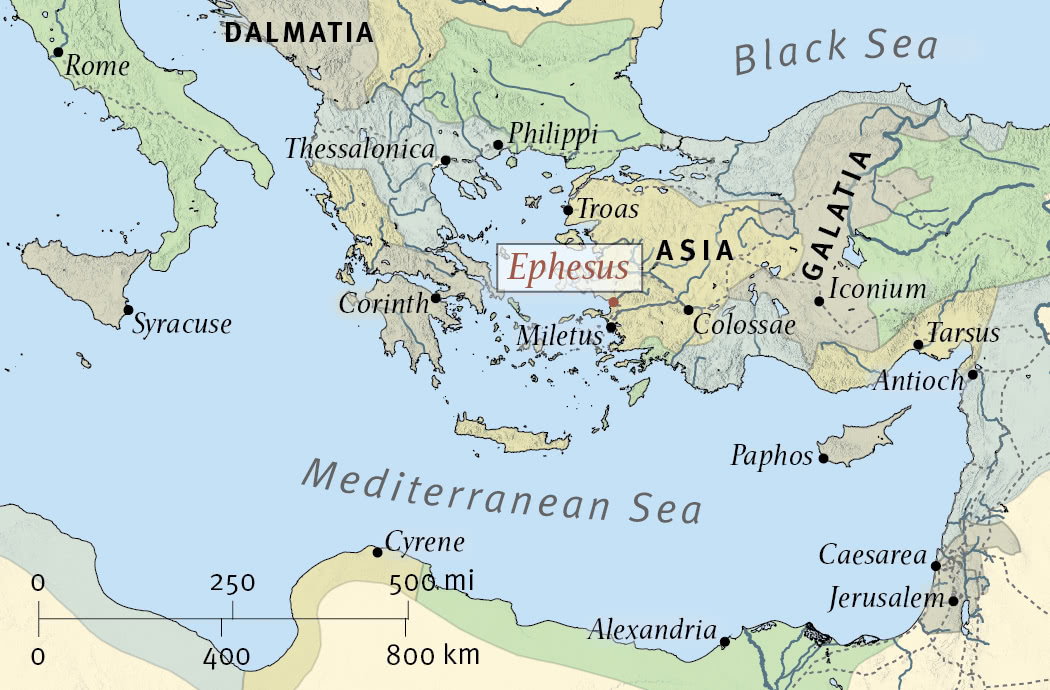 DALMATIA
Black Sea
Rome
Philippi
Thessalonica
GALATIA
Troas
ASIA
Ephesus
Iconium
Corinth
Syracuse
Colossae
Miletus
Tarsus
Antioch
Paphos
Mediterranean Sea
Cyrene
Caesarea
0 250 500 mi
Jerusalem
Alexandria
0 400 800 km